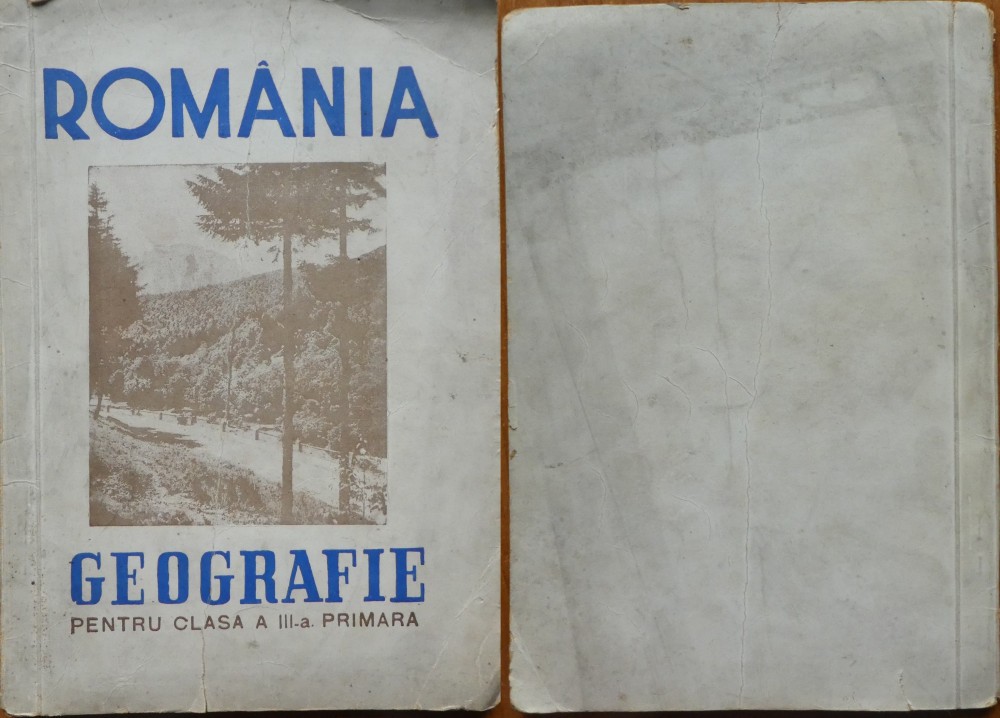 ROMÂNIA
GEOGRAFIE
PENTRU CLASA A III-a. PRIMARA